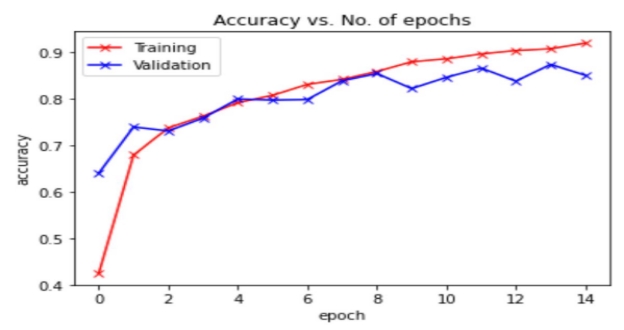 Accuracy vs. No. of epochs
Training
Validation
accuracy
0.9
0.8
0.7
0.6
0.5
0.4
0 2 4 6 8 10 12 14
epoch